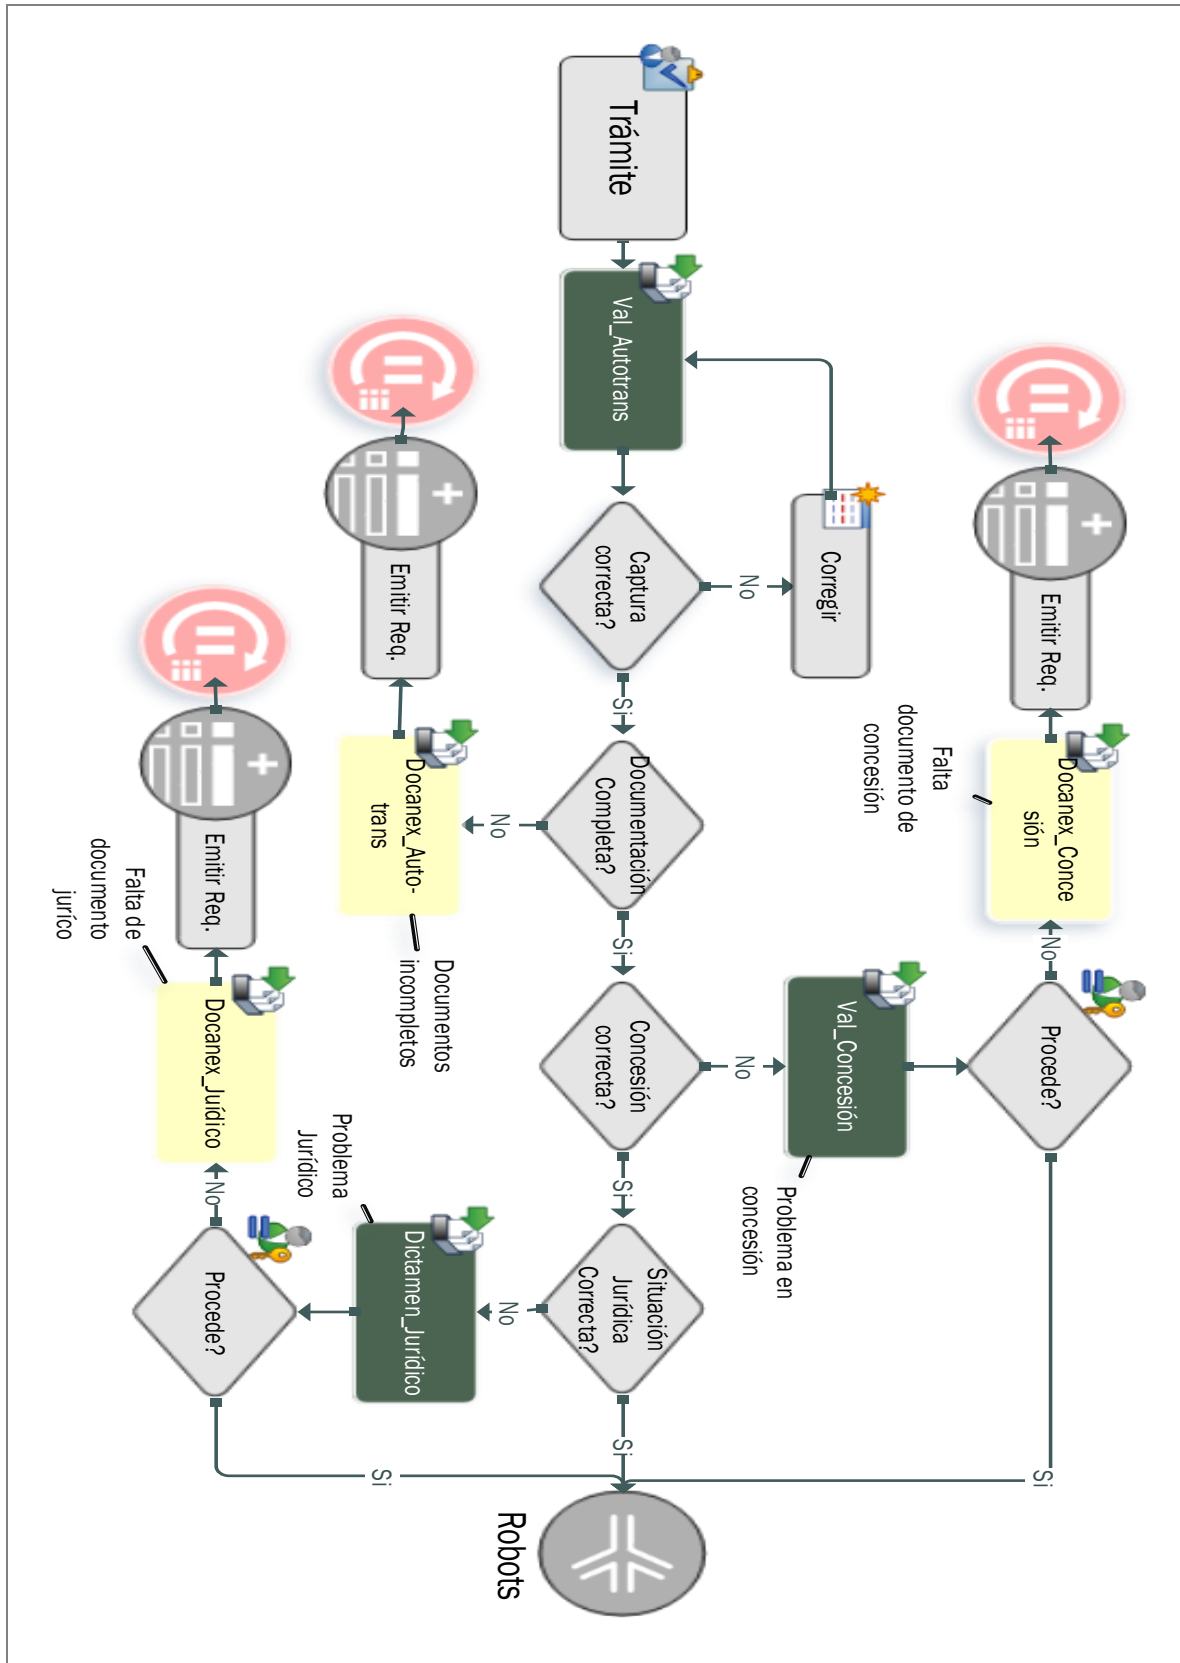 Trámite
Val_Autotrans
Captura
correcta?
No
Corregir
Si
Documentación
Completa?
No
Docanex_Auto-
trans
Documentos
incompletos
Emitir Req.
Si
Concesión
correcta?
No
Val_Concesión
Problema en
concesión
Procede?
No
Docanex_Conce
sión
Falta
documento de
concesión
Emitir Req.
Si
Si
Situación
Jurídica
Correcta?
No
Dictamen_Jurídico
Problema
Jurídico
Procede?
No
Docanex_Juídico
Falta de
documento
juríco
Emitir Req.
Si
Si
Robots